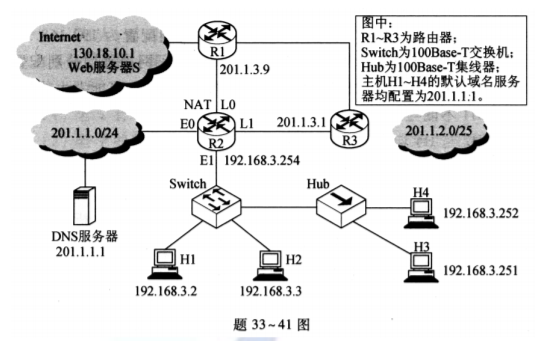 Internet
130.18.10.1
Web服务器S
R1
201.1.3.9
图中:
R1~R3为路由器;
Switch为100Base-T交换机;
Hub为100Base-T集线器;
主机H1~H4的默认域名服务
器均配置为201.1.1.1。
NAT
L0
201.1.1.0/24
E0
L1
201.1.3.1
R2
R3
201.1.2.0/25
E1
192.168.3.254
Switch
Hub
H4
192.168.3.252
DNS服务器
201.1.1.1
H1
H2
H3
192.168.3.251
192.168.3.2
192.168.3.3
题 33~41 图